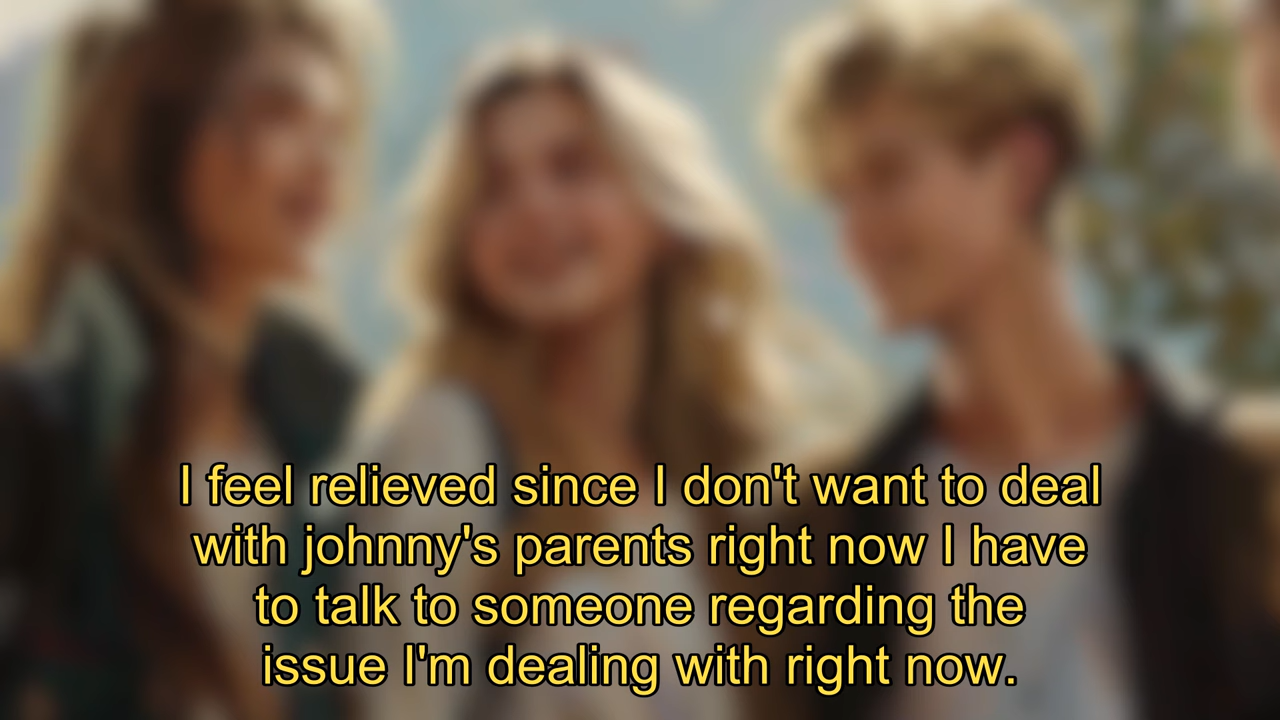 I feel relieved since I don't want to deal
with johnny's parents right now I have
to talk to someone regarding the
issue I'm dealing with right now.